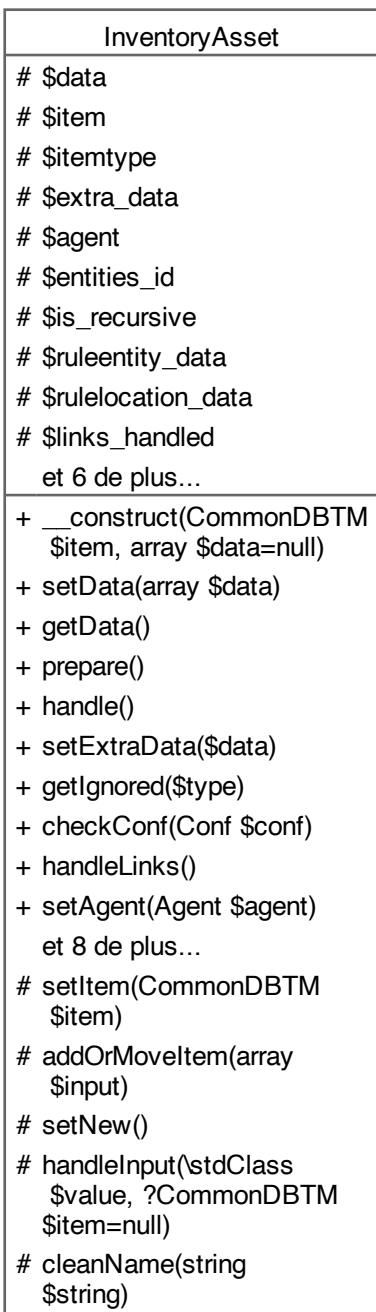 InventoryAsset
# $data
# $item
# $itemtype
# $extra_data
# $agent
# $entities_id
# $is_recursive
# $ruleentity_data
# $rulelocation_data
# $links_handled
et 6 de plus...
+ __construct(CommonDBTM
$item, array $data=null)
+ setData(array $data)
+ getData()
+ prepare()
+ handle()
+ setExtraData($data)
+ getIgnored($type)
+ checkConf(Conf $conf)
+ handleLinks()
+ setAgent(Agent $agent)
et 8 de plus...
# setItem(CommonDBTM
$item)
# addOrMoveItem(array
$input)
# setNew()
# handleInput(\stdClass
$value, ?CommonDBTM
$item=null)
# cleanName(string
$string)